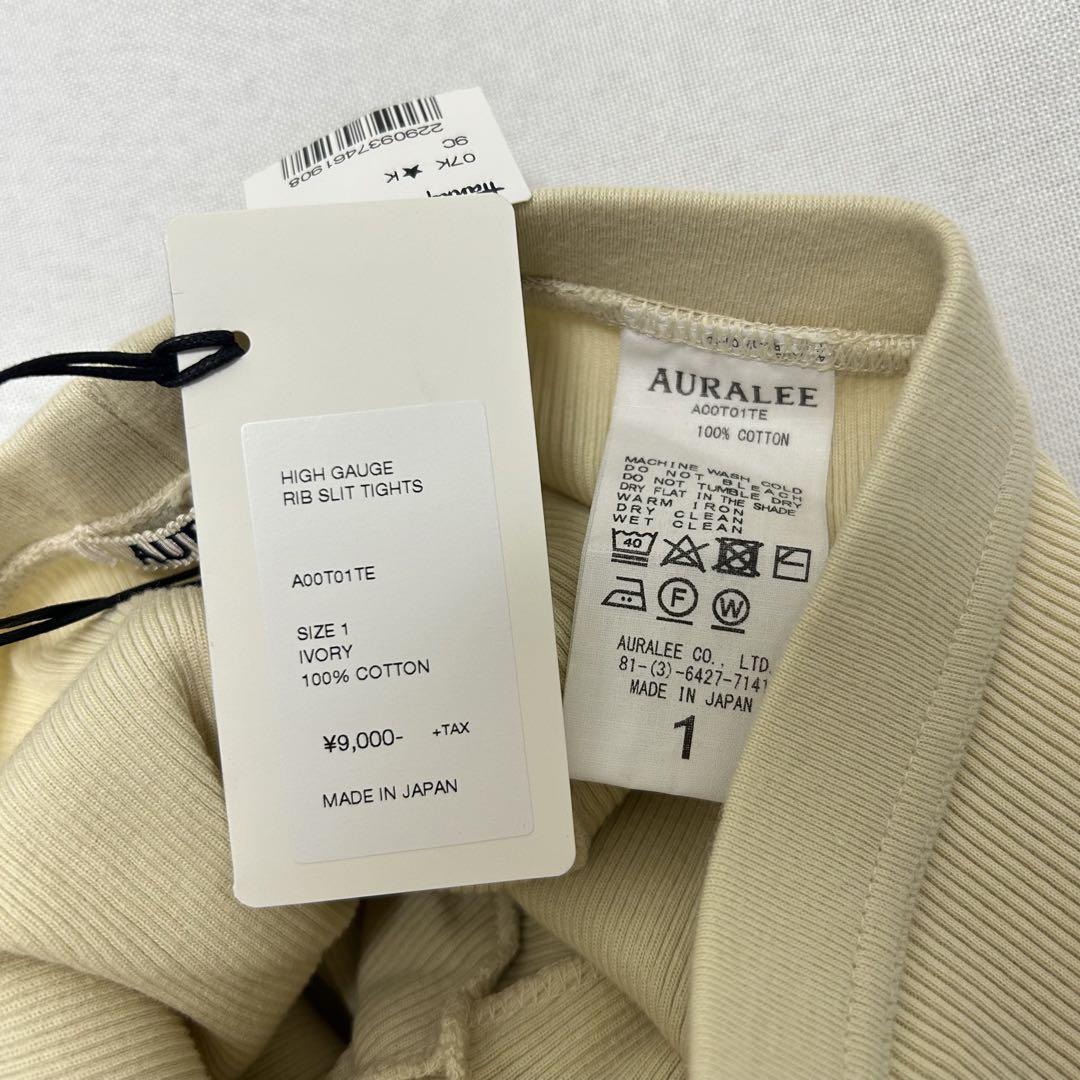 2290937461908
9C
07K ★K
HIGH GAUGE
RIB SLIT TIGHTS
A00T01TE
SIZE 1
IVORY
100% COTTON
¥9,000- +TAX
MADE IN JAPAN
AURALEE
A00T01TE
100% COTTON
MACHINE WASH COLD
DO NOT BLEACH
DO NOT TUMBLE DRY
DRY FLAT IN THE SHADE
WARM IRON
DRY CLEAN
WET CLEAN
40
F
W
AURALEE CO., LTD.
81-(3)-6427-7141
MADE IN JAPAN
1